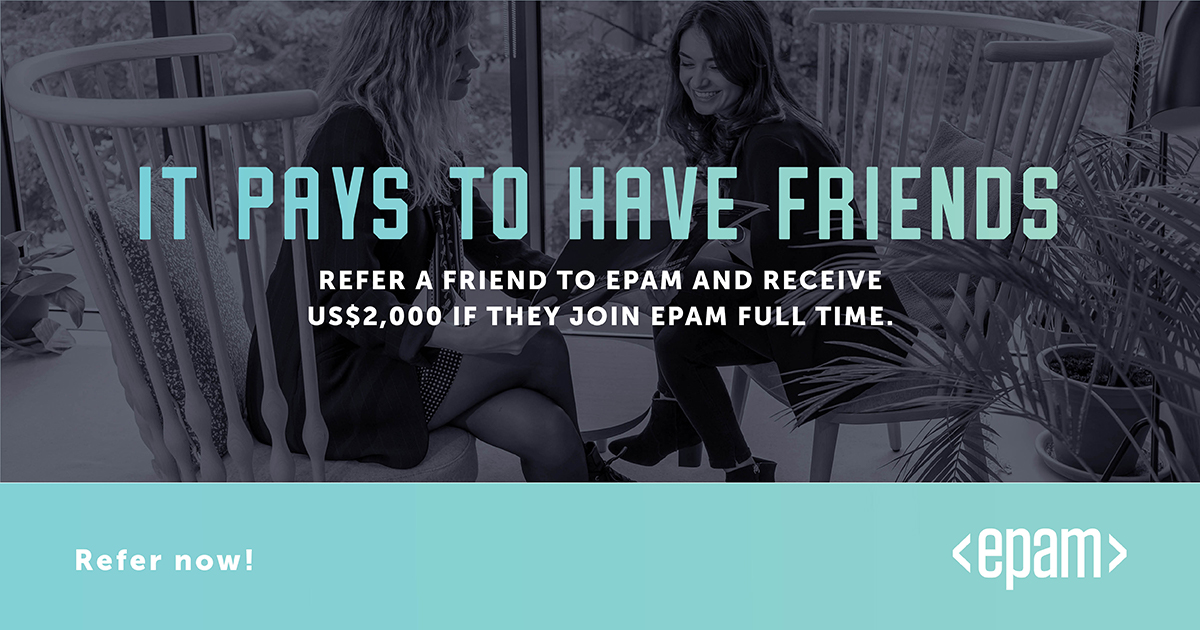 IT PAYS TO HAVE FRIENDS
REFER A FRIEND TO EPAM AND RECEIVE
US$2,000 IF THEY JOIN EPAM FULL TIME.
Refer now!
<epam>